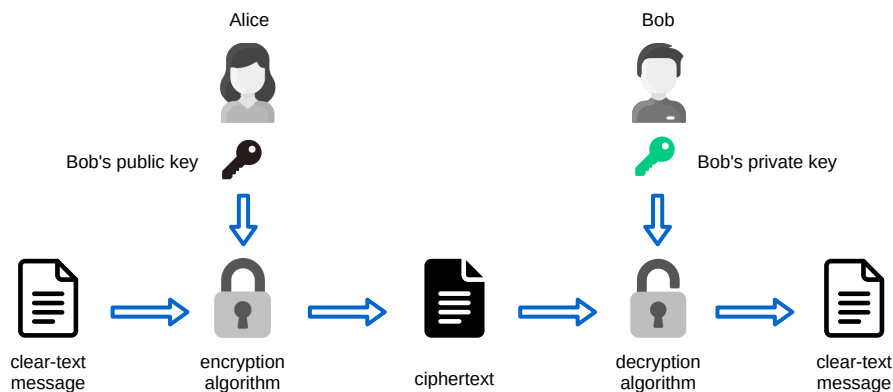 Alice
Bob
Bob's public key
Bob's private key
clear-text
message
encryption
algorithm
ciphertext
decryption
algorithm
clear-text
message